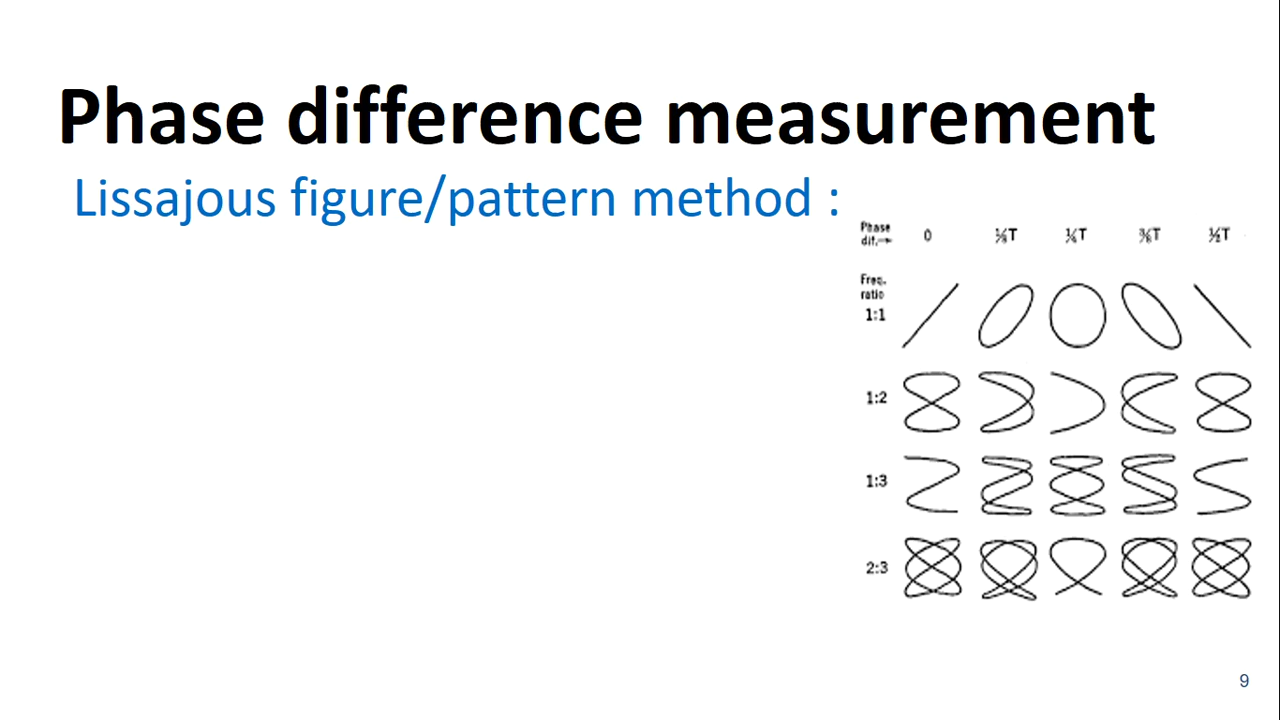 Phase difference measurement
Lissajous figure/pattern method :
Phase
dif.→ 0 ⅛T ¼T ⅜T ½T
Freq.
ratio
1:1
1:2
1:3
2:3
9